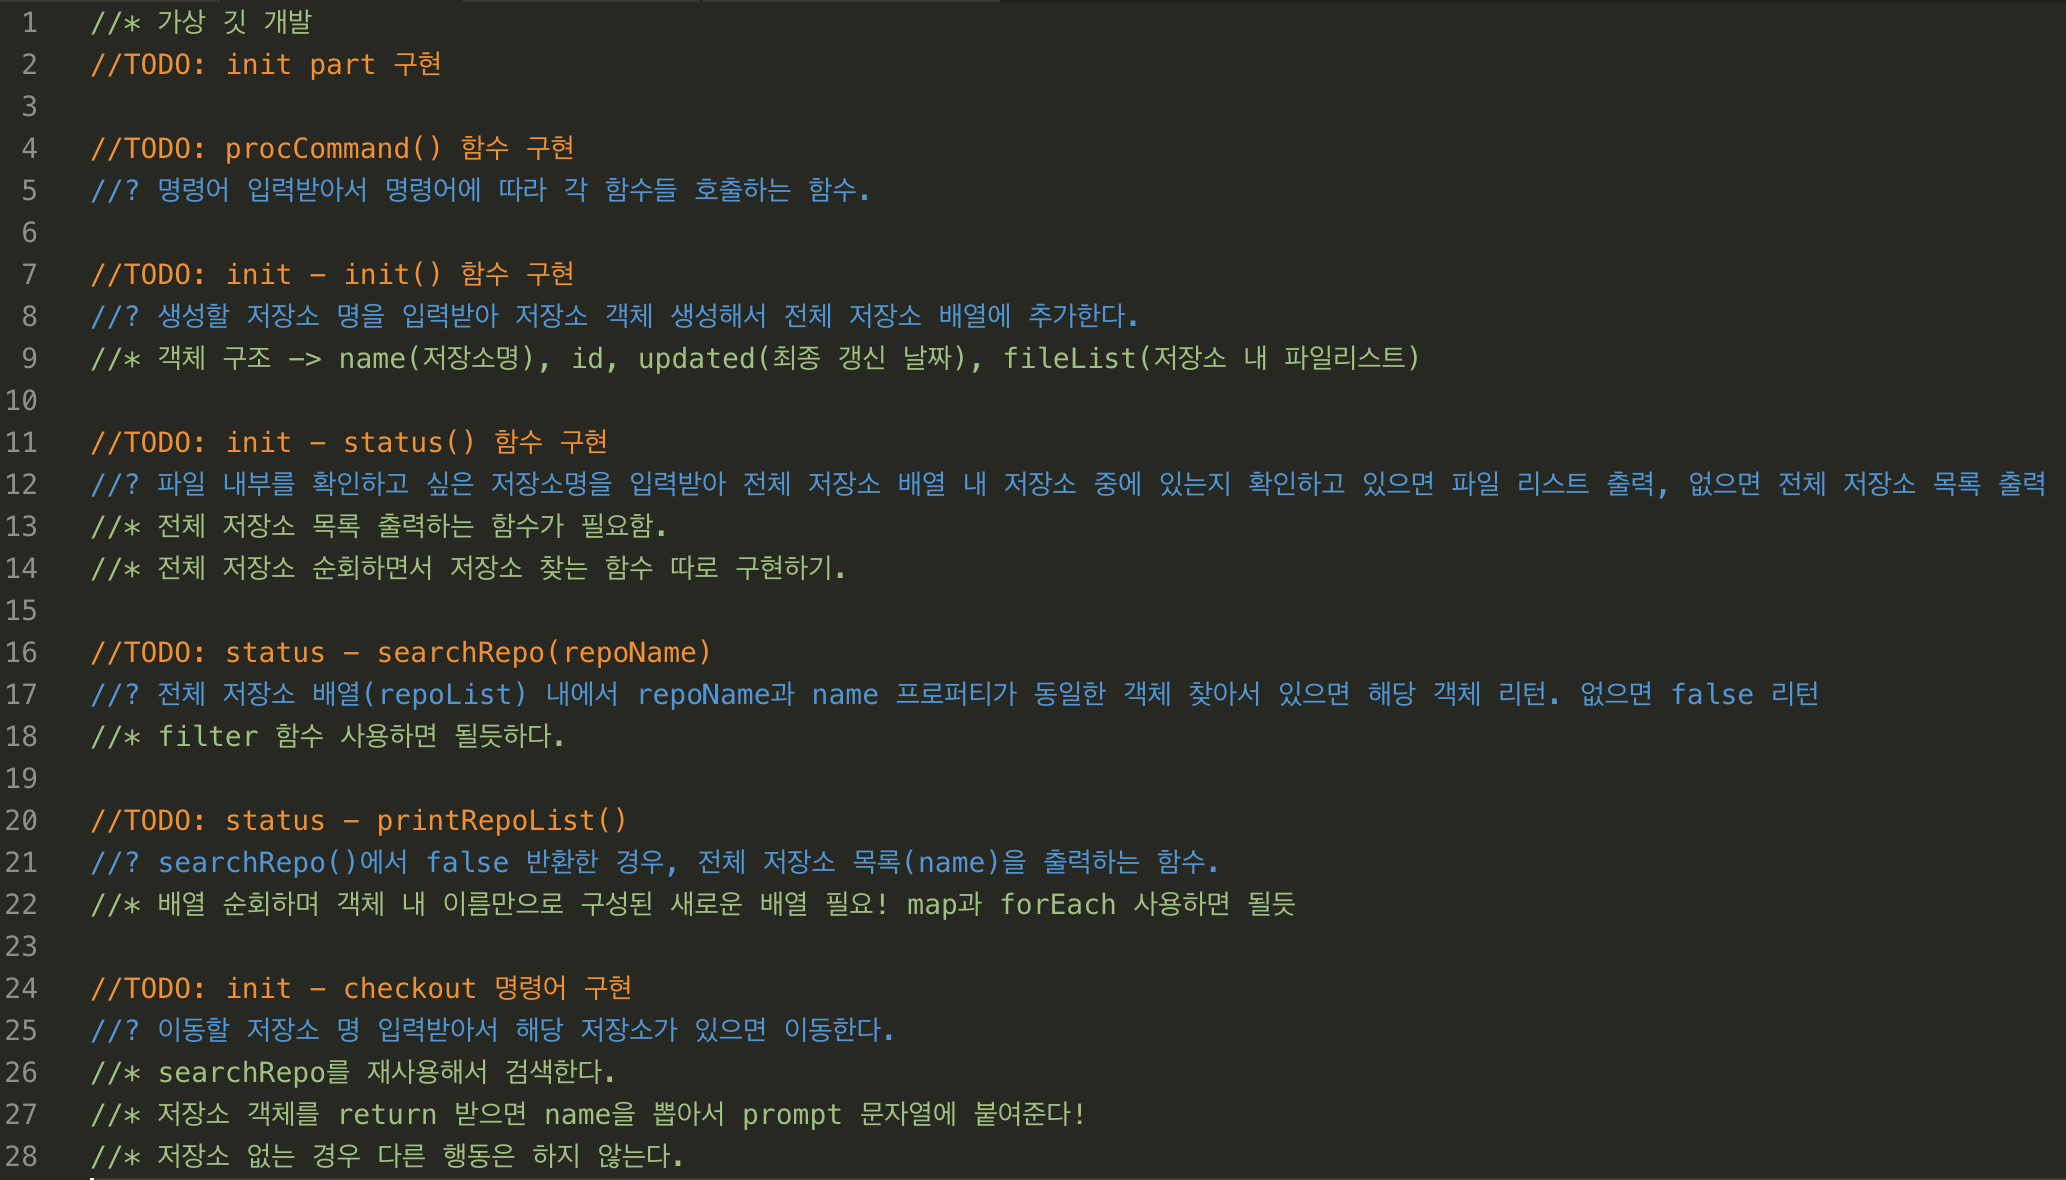 1 //* 가상 깃 개발
2 //TODO: init part 구현
3
4 //TODO: procCommand() 함수 구현
5 //? 명령어 입력받아서 명령어에 따라 각 함수들 호출하는 함수.
6
7 //TODO: init - init() 함수 구현
8 //? 생성할 저장소 명을 입력받아 저장소 객체 생성해서 전체 저장소 배열에 추가한다.
9 //* 객체 구조 -> name(저장소명), id, updated(최종 갱신 날짜), fileList(저장소 내 파일리스트)
10
11 //TODO: init - status() 함수 구현
12 //? 파일 내부를 확인하고 싶은 저장소명을 입력받아 전체 저장소 배열 내 저장소 중에 있는지 확인하고 있으면 파일 리스트 출력, 없으면 전체 저장소 목록 출력
13 //* 전체 저장소 목록 출력하는 함수가 필요함.
14 //* 전체 저장소 순회하면서 저장소 찾는 함수 따로 구현하기.
15
16 //TODO: status - searchRepo(repoName)
17 //? 전체 저장소 배열(repoList) 내에서 repoName과 name 프로퍼티가 동일한 객체 찾아서 있으면 해당 객체 리턴. 없으면 false 리턴
18 //* filter 함수 사용하면 될듯하다.
19
20 //TODO: status - printRepoList()
21 //? searchRepo()에서 false 반환한 경우, 전체 저장소 목록(name)을 출력하는 함수.
22 //* 배열 순회하며 객체 내 이름만으로 구성된 새로운 배열 필요! map과 forEach 사용하면 될듯
23
24 //TODO: init - checkout 명령어 구현
25 //? 이동할 저장소 명 입력받아서 해당 저장소가 있으면 이동한다.
26 //* searchRepo를 재사용해서 검색한다.
27 //* 저장소 객체를 return 받으면 name을 뽑아서 prompt 문자열에 붙여준다!
28 //* 저장소 없는 경우 다른 행동은 하지 않는다.